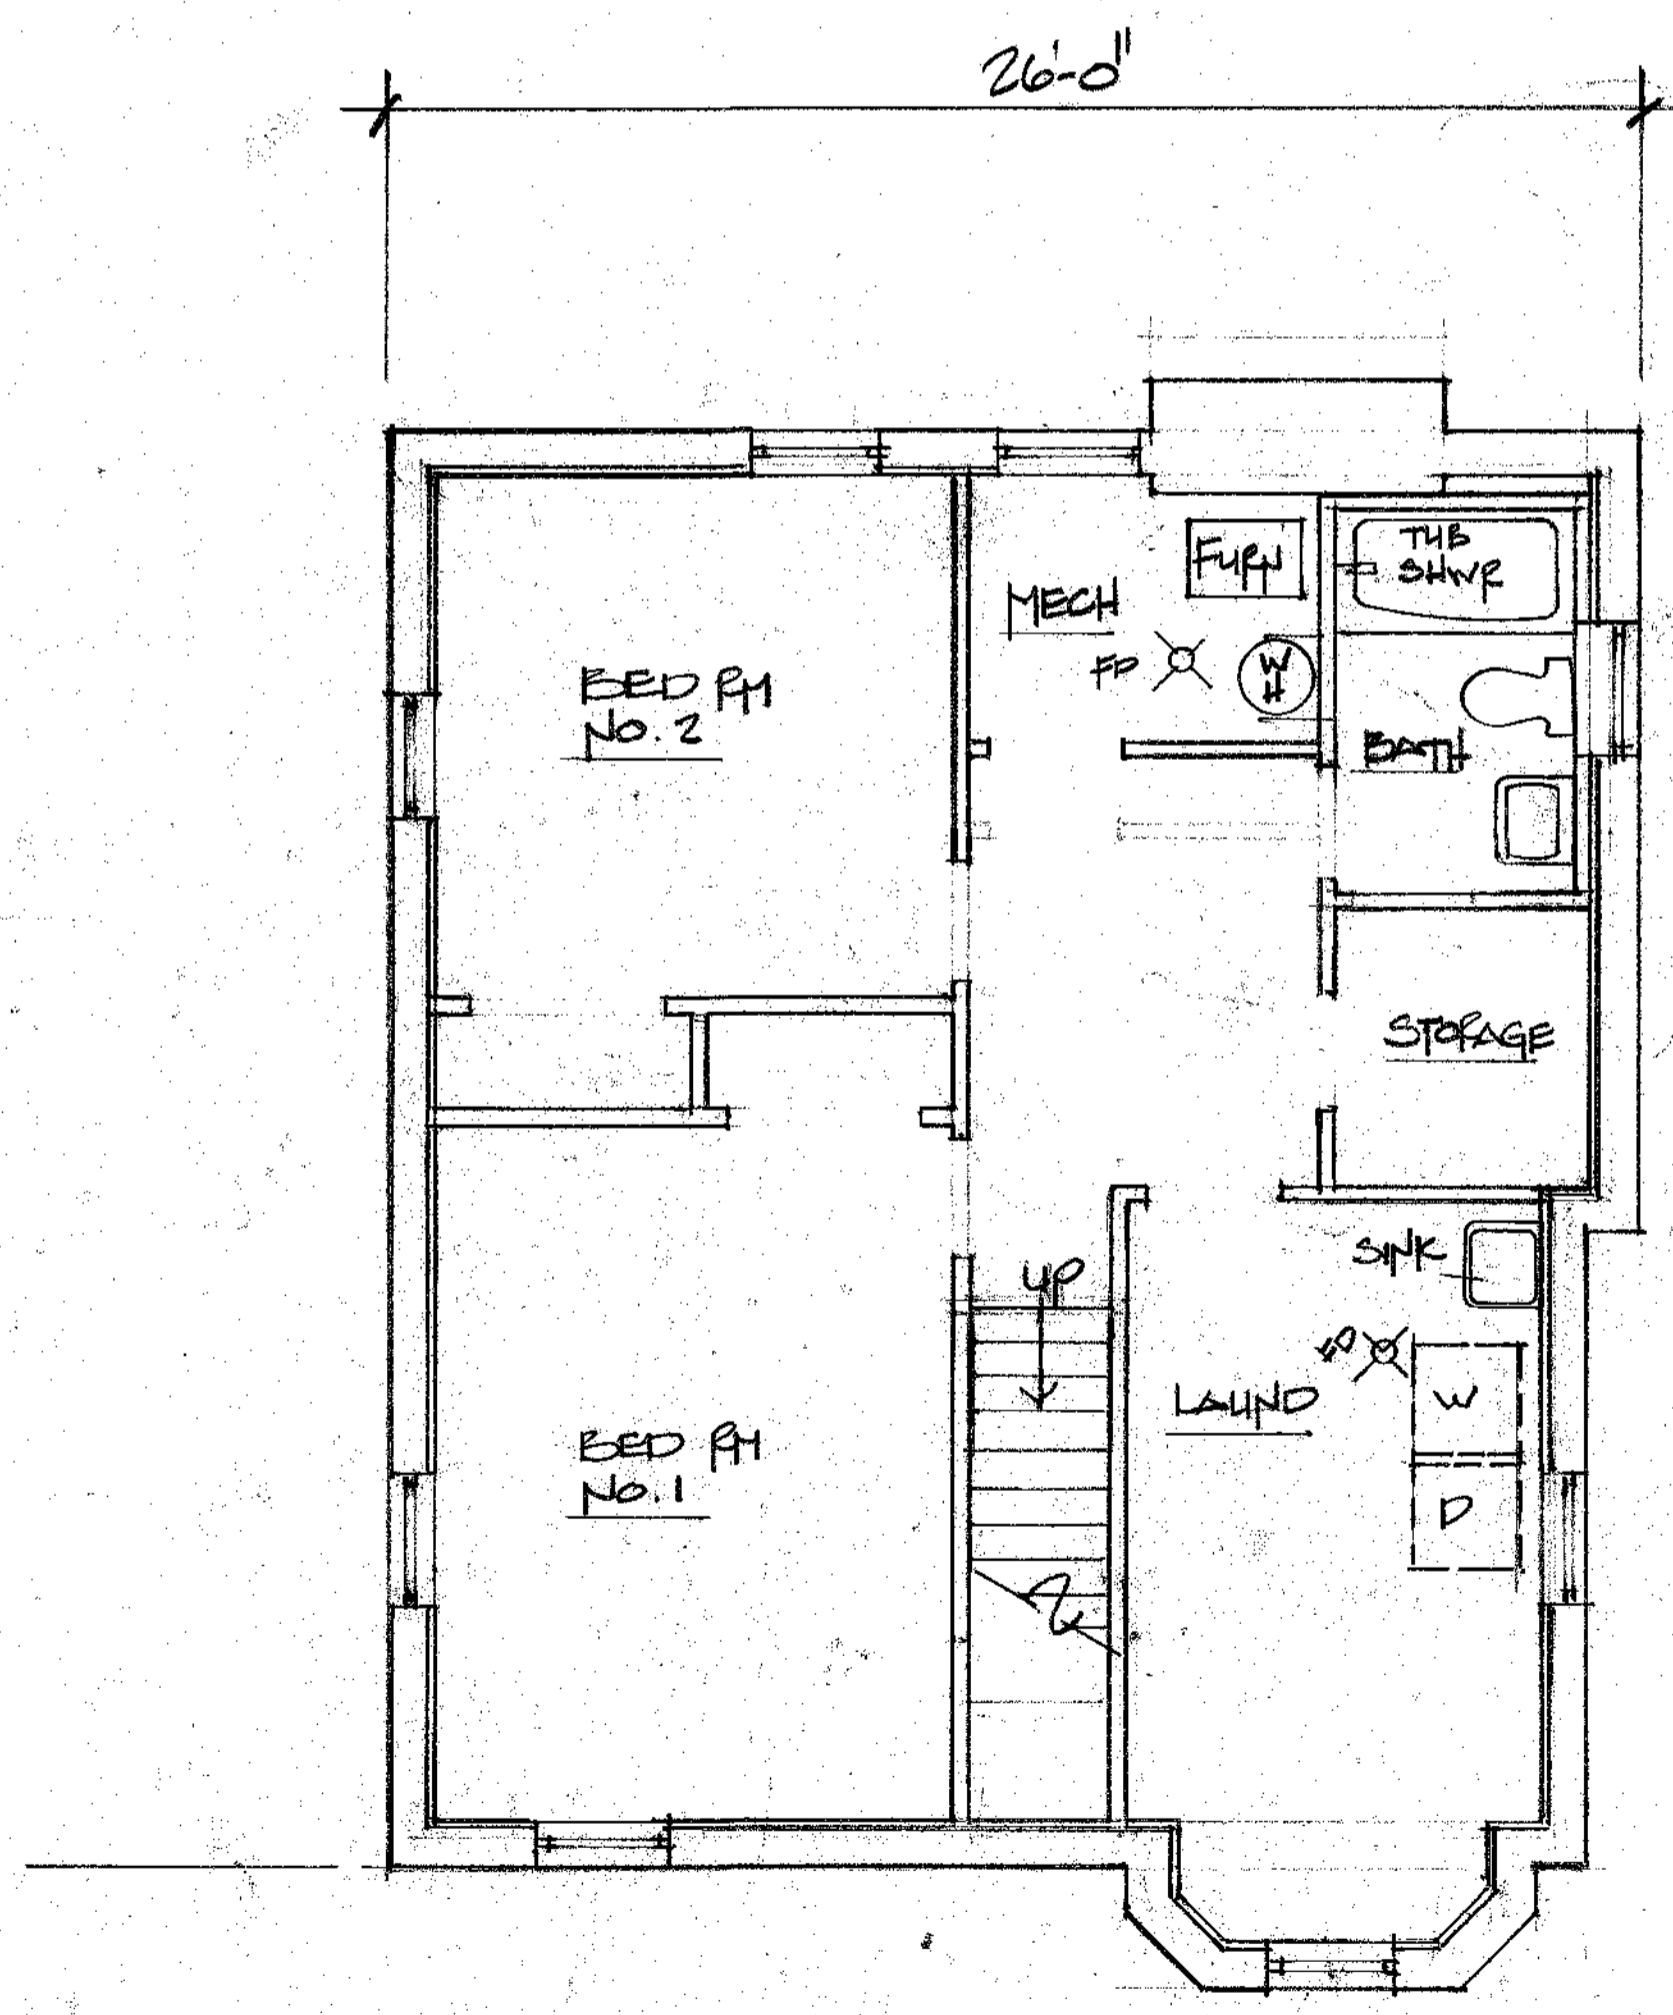 26'-0"
TUB
SHWR
FURN
MECH
FD
W
H
BED RM
NO. 2
BATH
STORAGE
SINK
UP
FD
W
LAUND
BED RM
NO. 1
D